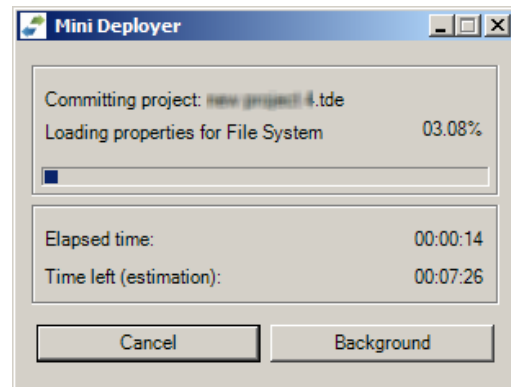 Mini Deployer
Committing project: .tde
Loading properties for File System
03.08%
Elapsed time: 00:00:14
Time left (estimation): 00:07:26
Cancel Background